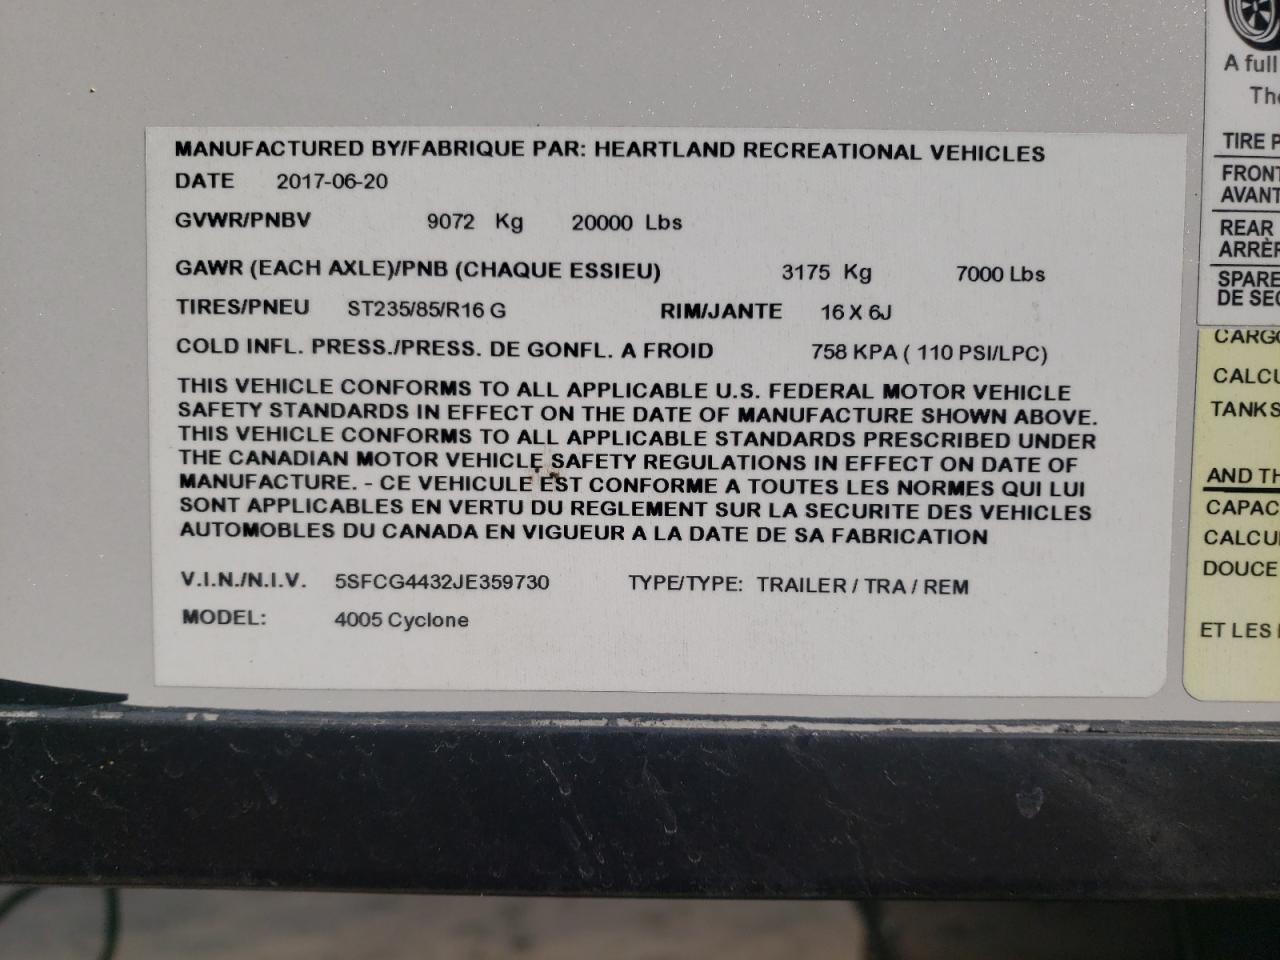 MANUFACTURED BY/FABRIQUE PAR: HEARTLAND RECREATIONAL VEHICLES
DATE 2017-06-20
GVWR/PNBV 9072 Kg 20000 Lbs
GAWR (EACH AXLE)/PNB (CHAQUE ESSIEU) 3175 Kg 7000 Lbs
TIRES/PNEU ST235/85/R16 G RIM/JANTE 16 X 6J
COLD INFL. PRESS./PRESS. DE GONFL. A FROID 758 KPA ( 110 PSI/LPC)
THIS VEHICLE CONFORMS TO ALL APPLICABLE U.S. FEDERAL MOTOR VEHICLE
SAFETY STANDARDS IN EFFECT ON THE DATE OF MANUFACTURE SHOWN ABOVE.
THIS VEHICLE CONFORMS TO ALL APPLICABLE STANDARDS PRESCRIBED UNDER
THE CANADIAN MOTOR VEHICLE SAFETY REGULATIONS IN EFFECT ON DATE OF
MANUFACTURE. - CE VEHICULE EST CONFORME A TOUTES LES NORMES QUI LUI
SONT APPLICABLES EN VERTU DU REGLEMENT SUR LA SECURITE DES VEHICLES
AUTOMOBILES DU CANADA EN VIGUEUR A LA DATE DE SA FABRICATION
V.I.N./N.I.V. 5SFCG4432JE359730 TYPE/TYPE: TRAILER / TRA / REM
MODEL: 4005 Cyclone
A full
The
TIRE P
FRONT
AVANT
REAR
ARRÈR
SPARE
DE SEC
CARGO
CALCU
TANKS
AND TH
CAPAC
CALCUL
DOUCE
ET LES